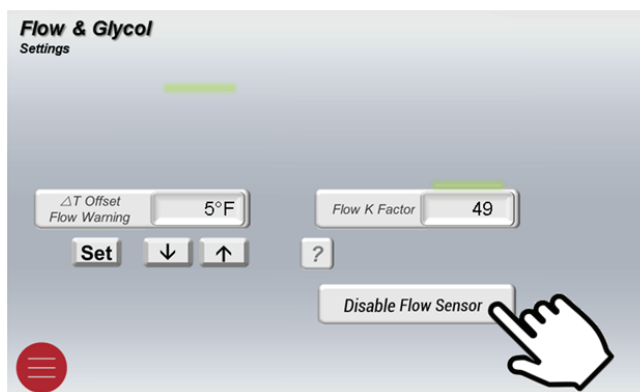 Flow & Glycol
Settings
△T Offset
Flow Warning
5°F
Flow K Factor
49
Set
↓
↑
?
Disable Flow Sensor